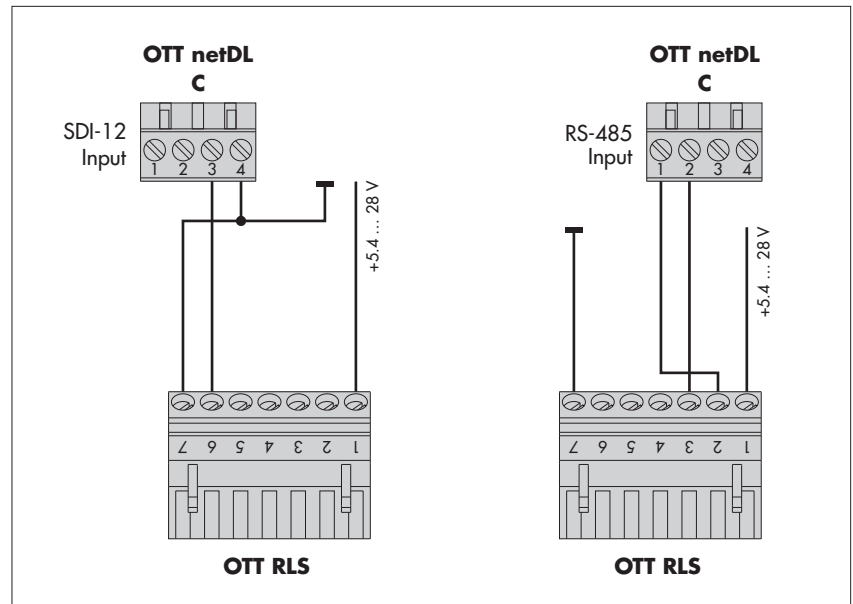 OTT netDL
C
SDI-12
Input
1 2 3 4
+5.4 ... 28 V
7 6 5 4 3 2 1
OTT RLS
OTT netDL
C
RS-485
Input
1 2 3 4
+5.4 ... 28 V
7 6 5 4 3 2 1
OTT RLS